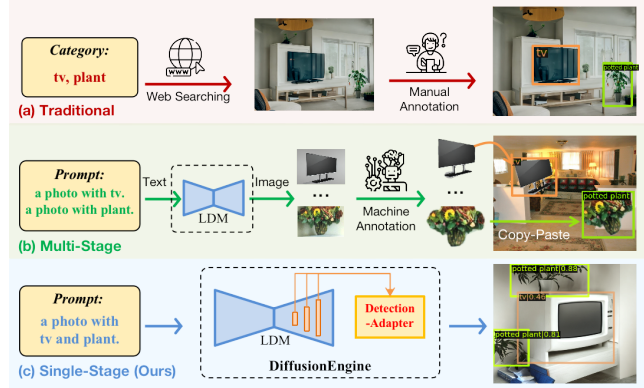 Category:
tv, plant
WWW
Web Searching
Manual
Annotation
tv
potted plant
(a) Traditional
Prompt:
a photo with tv.
a photo with plant.
Text
LDM
Image
...
Machine
Annotation
...
tv
potted plant
Copy-Paste
(b) Multi-Stage
Prompt:
a photo with
tv and plant.
LDM
Detection
-Adapter
DiffusionEngine
potted plant|0.88
tv|0.46
potted plant|0.81
(c) Single-Stage (Ours)